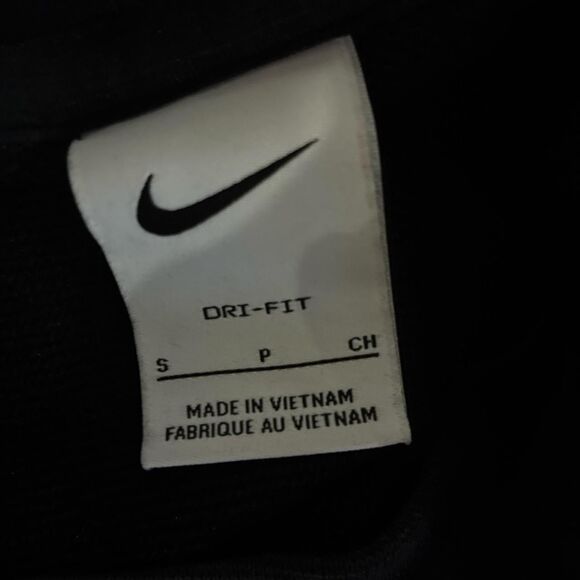 DRI-FIT
S P CH
MADE IN VIETNAM
FABRIQUE AU VIETNAM